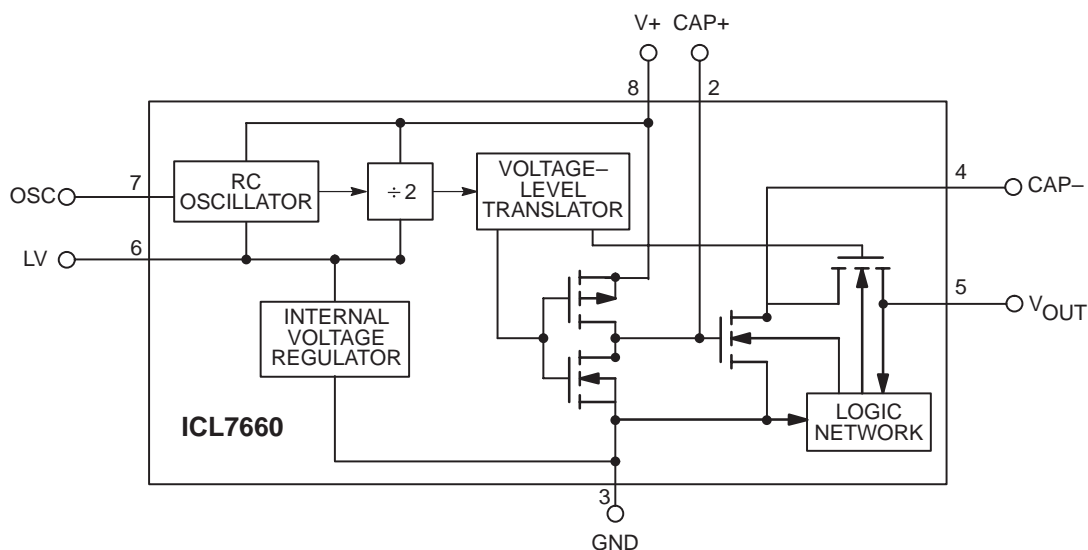 V+
CAP+
8
2
RC
OSCILLATOR
÷2
VOLTAGE–
LEVEL
TRANSLATOR
7
OSC
4
CAP–
6
LV
5
VOUT
INTERNAL
VOLTAGE
REGULATOR
ICL7660
LOGIC
NETWORK
3
GND